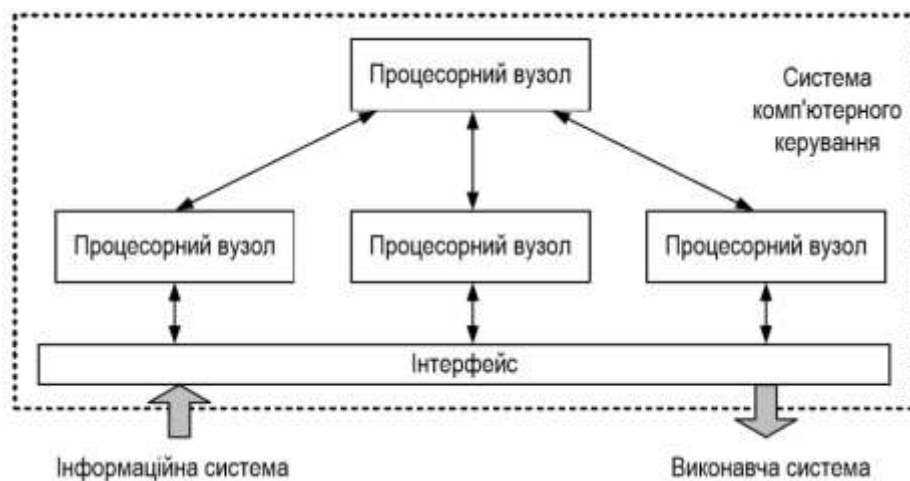 Процесорний вузол
Система
комп'ютерного
керування
Процесорний вузол
Процесорний вузол
Процесорний вузол
Інтерфейс
Інформаційна система
Виконавча система